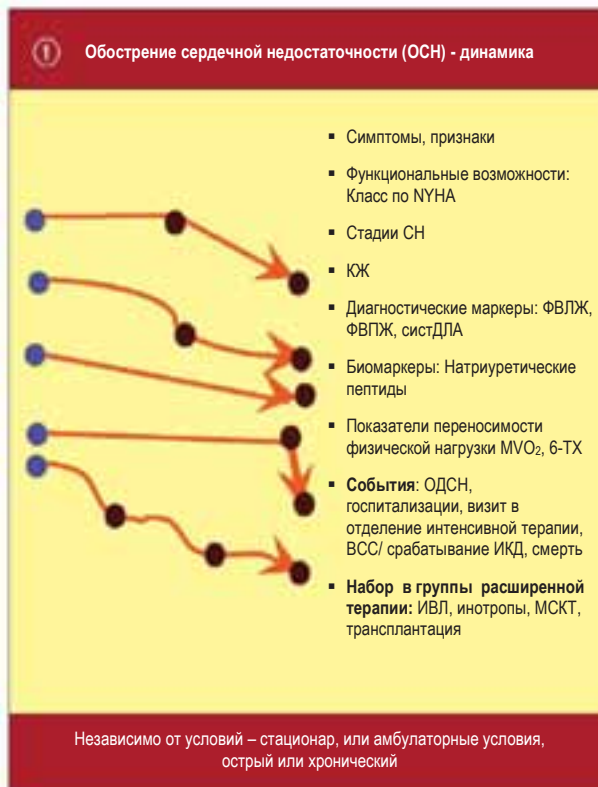 1 Обострение сердечной недостаточности (ОСН) - динамика
▪ Симптомы, признаки
▪ Функциональные возможности:
Класс по NYHA
▪ Стадии СН
▪ КЖ
▪ Диагностические маркеры: ФВЛЖ,
ФВПЖ, систДЛА
▪ Биомаркеры: Натриуретические
пептиды
▪ Показатели переносимости
физической нагрузки MVO₂, 6-ТХ
▪ События: ОДСН,
госпитализации, визит в
отделение интенсивной терапии,
ВСС/ срабатывание ИКД, смерть
▪ Набор в группы расширенной
терапии: ИВЛ, инотропы, МСКТ,
трансплантация
Независимо от условий – стационар, или амбулаторные условия,
острый или хронический